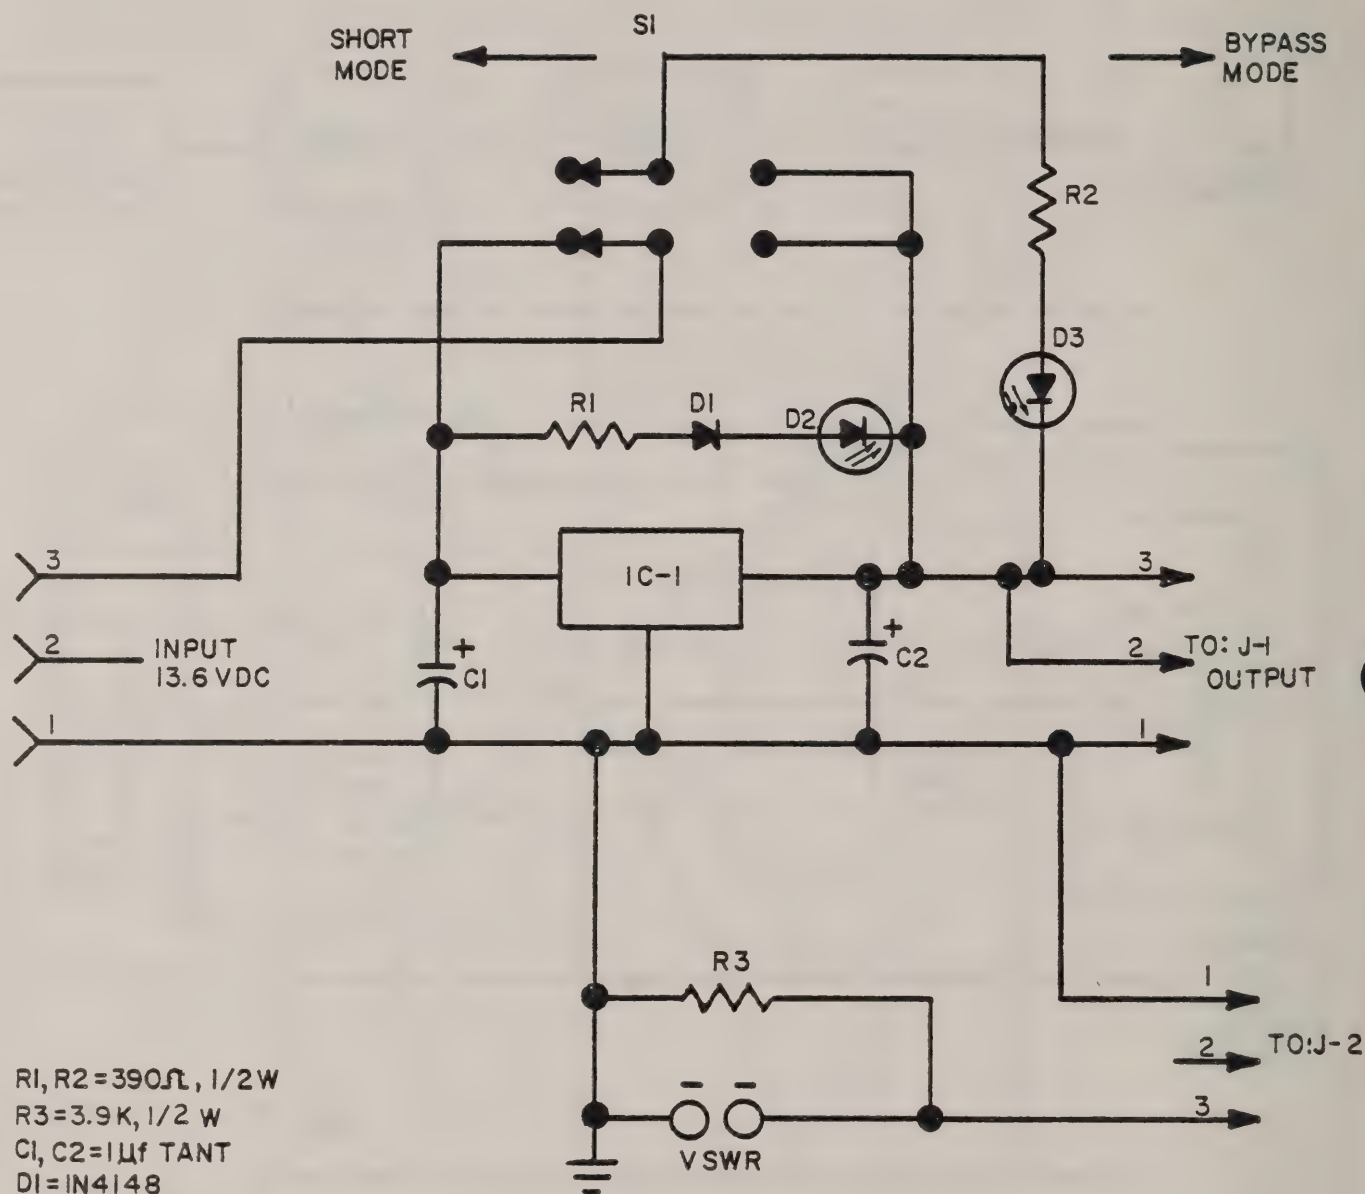 S1
SHORT
MODE
BYPASS
MODE
R2
D3
R1
D1
D2
3
IC-1
3
2
INPUT
13.6 VDC
+
C1
+
C2
2
TO: J-1
OUTPUT
1
1
R3
1
2
TO:J-2
- -
3
VSWR
R1, R2=390Ω, 1/2W
R3=3.9K, 1/2 W
C1, C2=1µf TANT
D1=IN4148